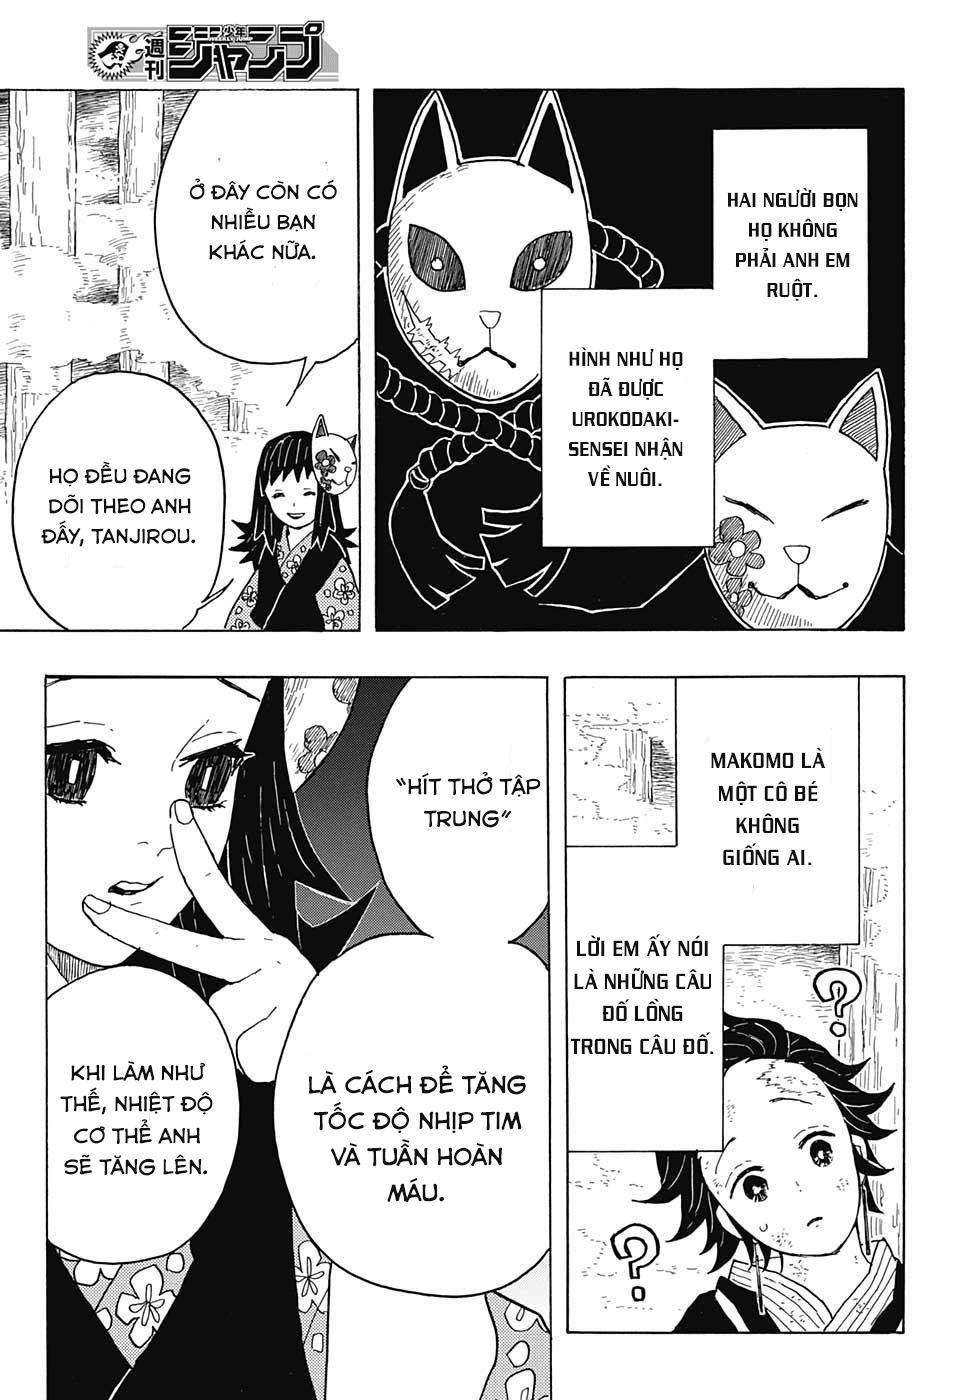 週刊
少年
ジャンプ
HAI NGƯỜI BỌN
HỌ KHÔNG
PHẢI ANH EM
RUỘT.
HÌNH NHƯ HỌ
ĐÃ ĐƯỢC
UROKODAKI-
SENSEI NHẬN
VỀ NUÔI.
Ở ĐÂY CÒN CÓ
NHIỀU BẠN
KHÁC NỮA.
HỌ ĐỀU ĐANG
DÕI THEO ANH
ĐẤY, TANJIROU.
MAKOMO LÀ
MỘT CÔ BÉ
KHÔNG
GIỐNG AI.
LỜI EM ẤY NÓI
LÀ NHỮNG CÂU
ĐỐ LỒNG
TRONG CÂU ĐỐ.
?
?
“HÍT THỞ TẬP
TRUNG”
LÀ CÁCH ĐỂ TĂNG
TỐC ĐỘ NHỊP TIM
VÀ TUẦN HOÀN
MÁU.
KHI LÀM NHƯ
THẾ, NHIỆT ĐỘ
CƠ THỂ ANH
SẼ TĂNG LÊN.